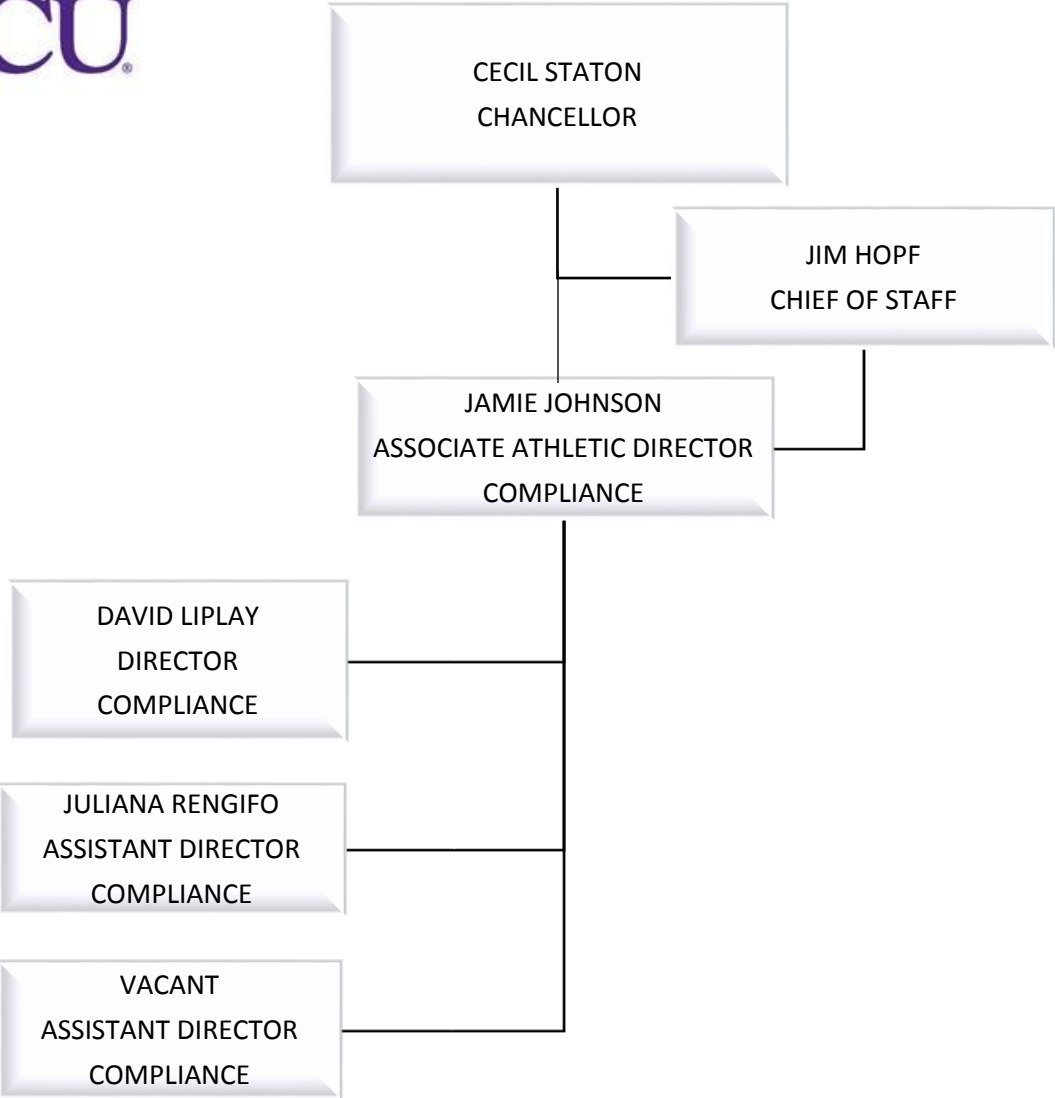 CU®
CECIL STATON
CHANCELLOR
JIM HOPF
CHIEF OF STAFF
JAMIE JOHNSON
ASSOCIATE ATHLETIC DIRECTOR
COMPLIANCE
DAVID LIPLAY
DIRECTOR
COMPLIANCE
JULIANA RENGIFO
ASSISTANT DIRECTOR
COMPLIANCE
VACANT
ASSISTANT DIRECTOR
COMPLIANCE